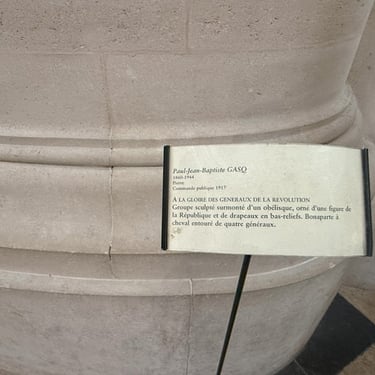 Paul-Jean-Baptiste GASQ
1860-1944
Pierre
Commande publique 1917
A LA GLOIRE DES GENERAUX DE LA REVOLUTION
Groupe sculpté surmonté d'un obélisque, orné d'une figure de
la République et de drapeaux en bas-reliefs. Bonaparte à
cheval entouré de quatre généraux.